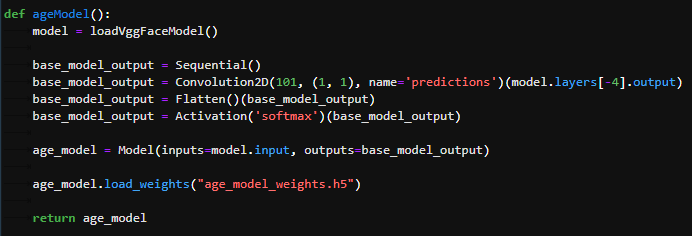 def ageModel():
    model = loadVggFaceModel()

    base_model_output = Sequential()
    base_model_output = Convolution2D(101, (1, 1), name='predictions')(model.layers[-4].output)
    base_model_output = Flatten()(base_model_output)
    base_model_output = Activation('softmax')(base_model_output)

    age_model = Model(inputs=model.input, outputs=base_model_output)

    age_model.load_weights("age_model_weights.h5")

    return age_model